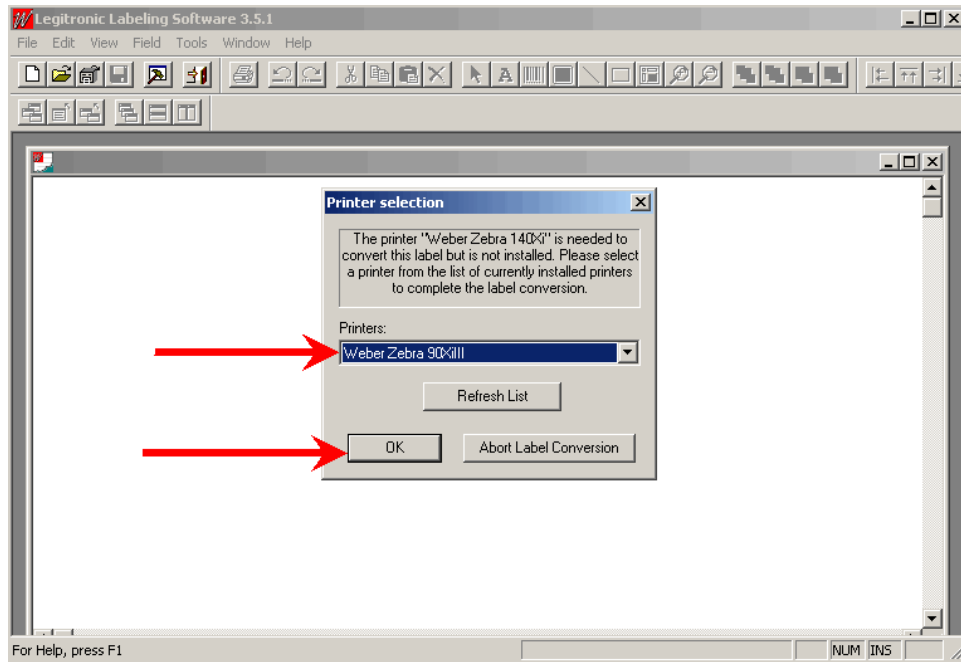 Legitronic Labeling Software 3.5.1
File Edit View Field Tools Window Help
Printer selection
The printer "Weber Zebra 140Xi" is needed to
convert this label but is not installed. Please select
a printer from the list of currently installed printers
to complete the label conversion.
Printers:
Weber Zebra 90XiIII
Refresh List
OK Abort Label Conversion
For Help, press F1 NUM INS